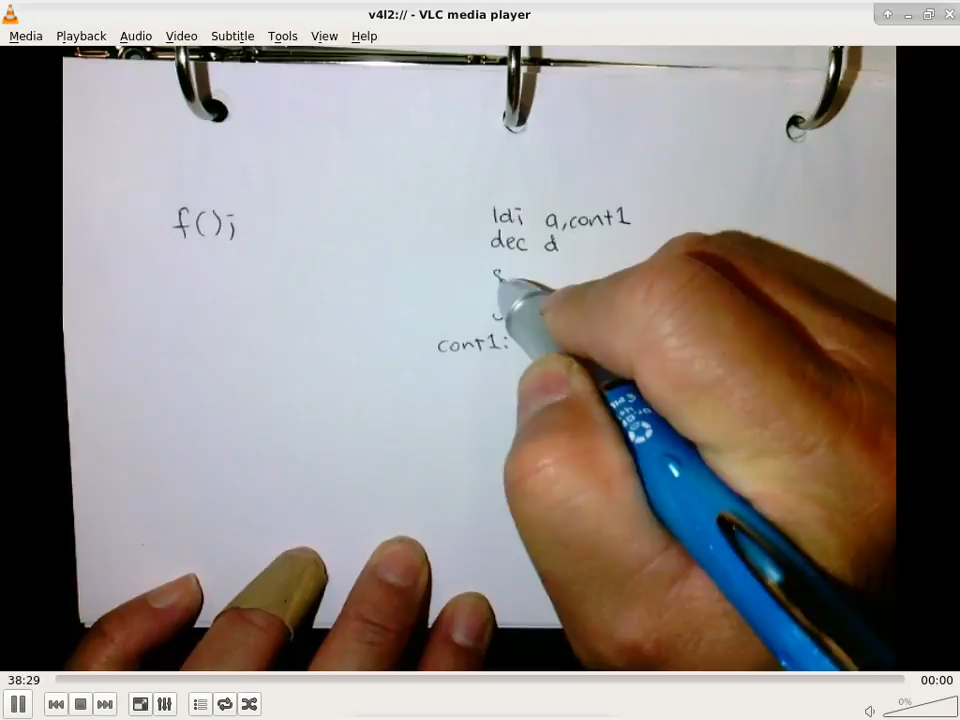 v4l2:// - VLC media player
Media Playback Audio Video Subtitle Tools View Help
f();
ldi a,cont1
dec d
cont1:
38:29
00:00
0%